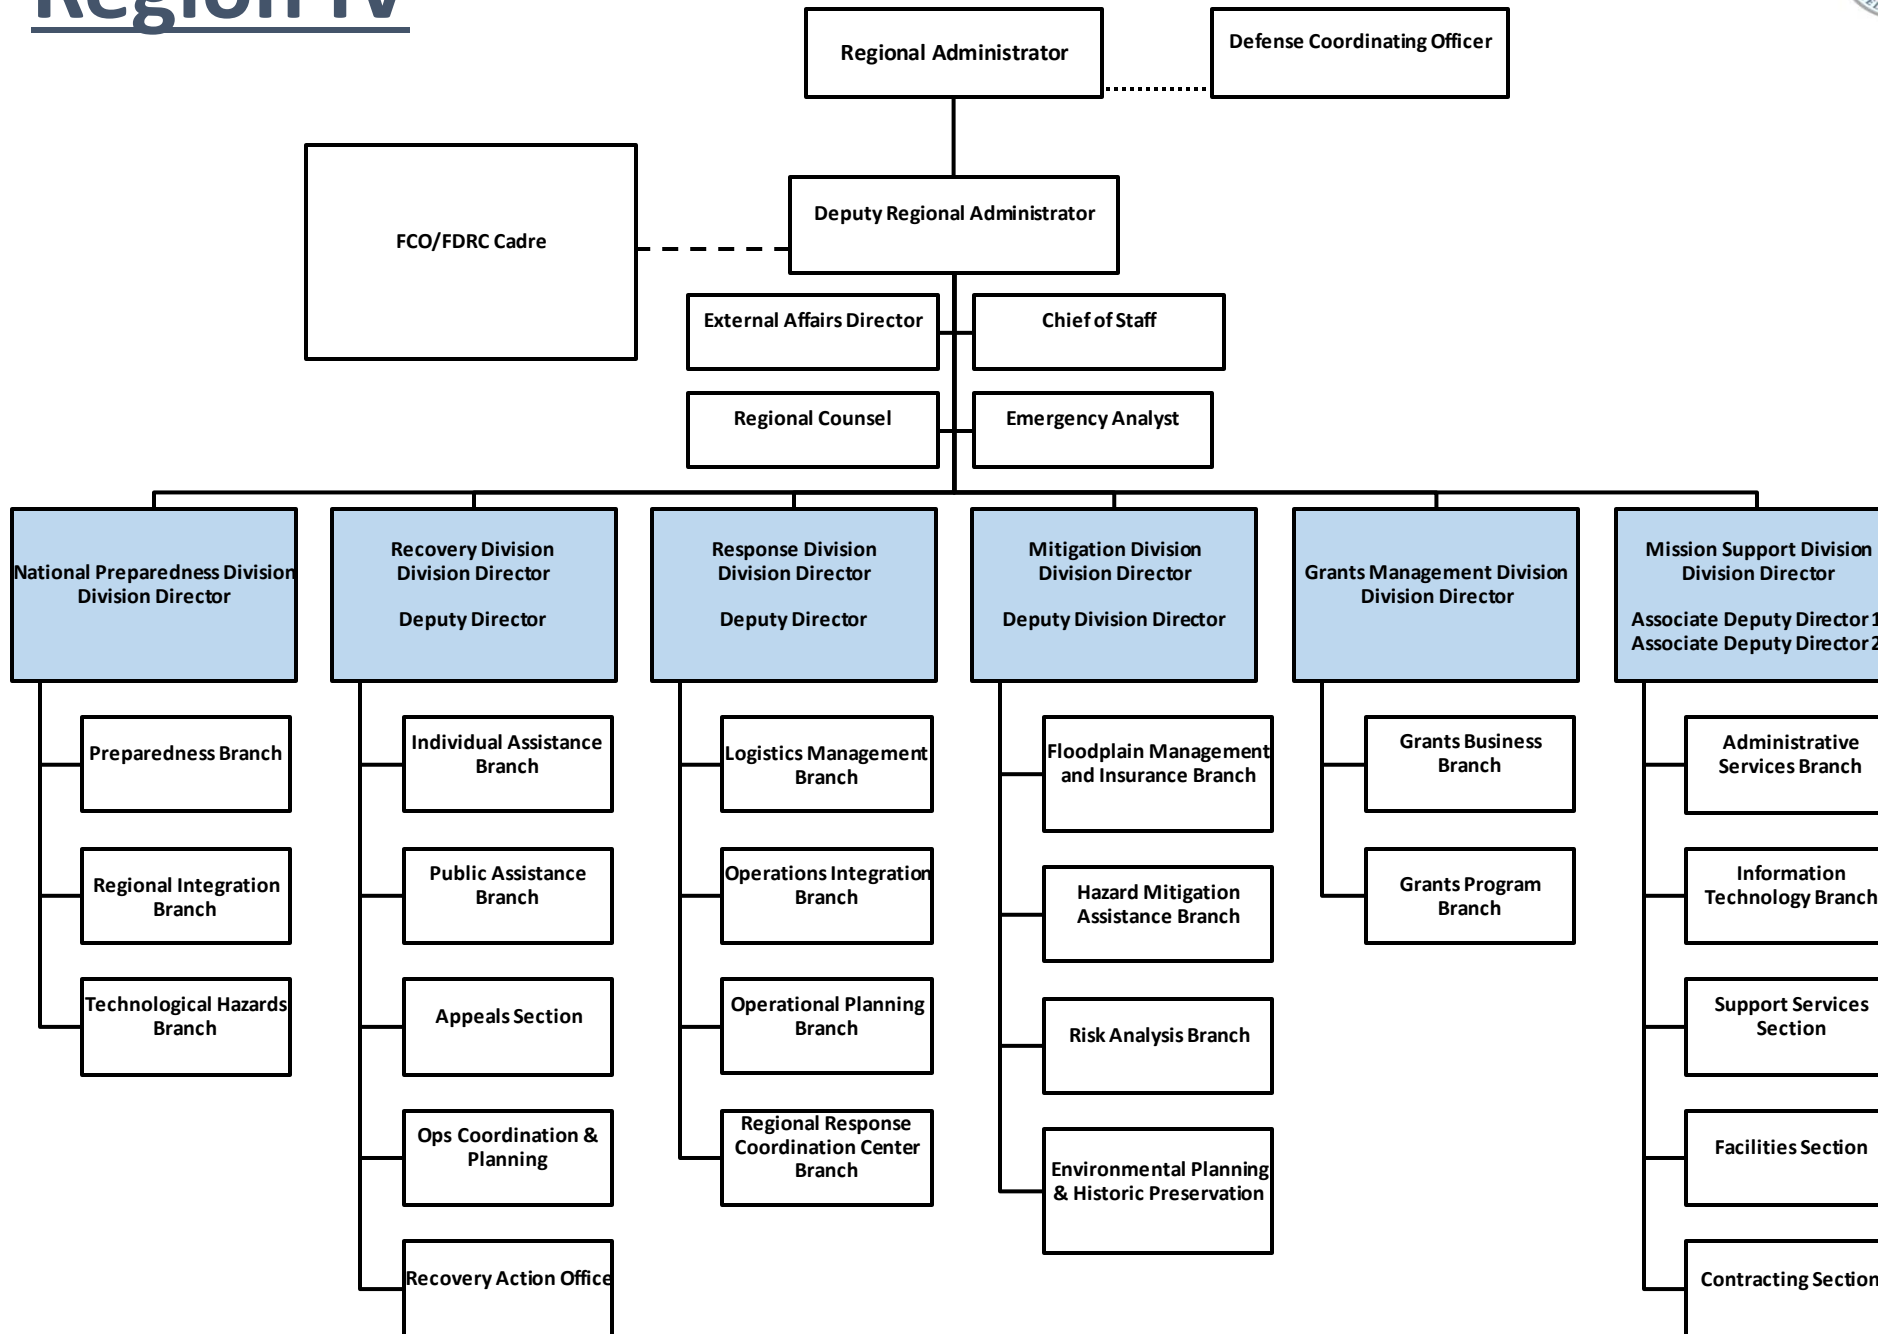 Region IV
Regional Administrator
Defense Coordinating Officer
FCO/FDRC Cadre
Deputy Regional Administrator
External Affairs Director
Chief of Staff
Regional Counsel
Emergency Analyst
National Preparedness Division
Division Director
Recovery Division
Division Director
Deputy Director
Response Division
Division Director
Deputy Director
Mitigation Division
Division Director
Deputy Division Director
Grants Management Division
Division Director
Mission Support Division
Division Director
Associate Deputy Director 1
Associate Deputy Director 2
Preparedness Branch
Regional Integration
Branch
Technological Hazards
Branch
Individual Assistance
Branch
Public Assistance
Branch
Appeals Section
Ops Coordination &
Planning
Recovery Action Office
Logistics Management
Branch
Operations Integration
Branch
Operational Planning
Branch
Regional Response
Coordination Center
Branch
Floodplain Management
and Insurance Branch
Hazard Mitigation
Assistance Branch
Risk Analysis Branch
Environmental Planning
& Historic Preservation
Grants Business
Branch
Grants Program
Branch
Administrative
Services Branch
Information
Technology Branch
Support Services
Section
Facilities Section
Contracting Section